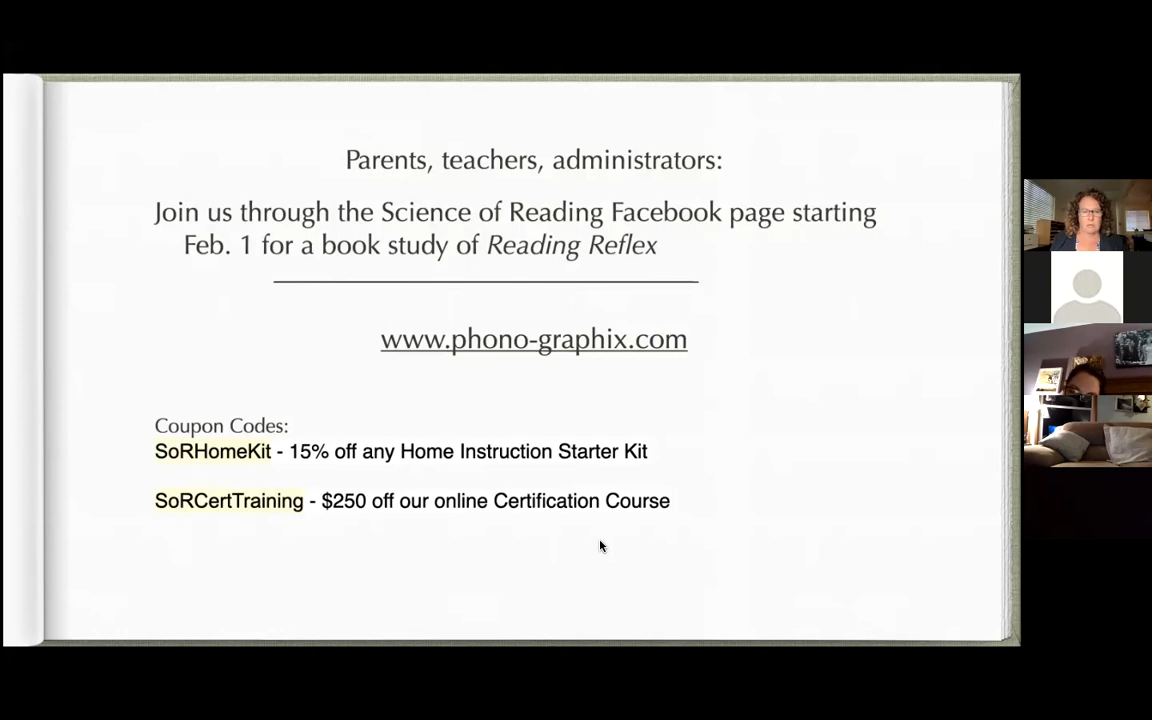 Parents, teachers, administrators:
Join us through the Science of Reading Facebook page starting
Feb. 1 for a book study of Reading Reflex
www.phono-graphix.com
Coupon Codes:
SoRHomeKit - 15% off any Home Instruction Starter Kit
SoRCertTraining - $250 off our online Certification Course